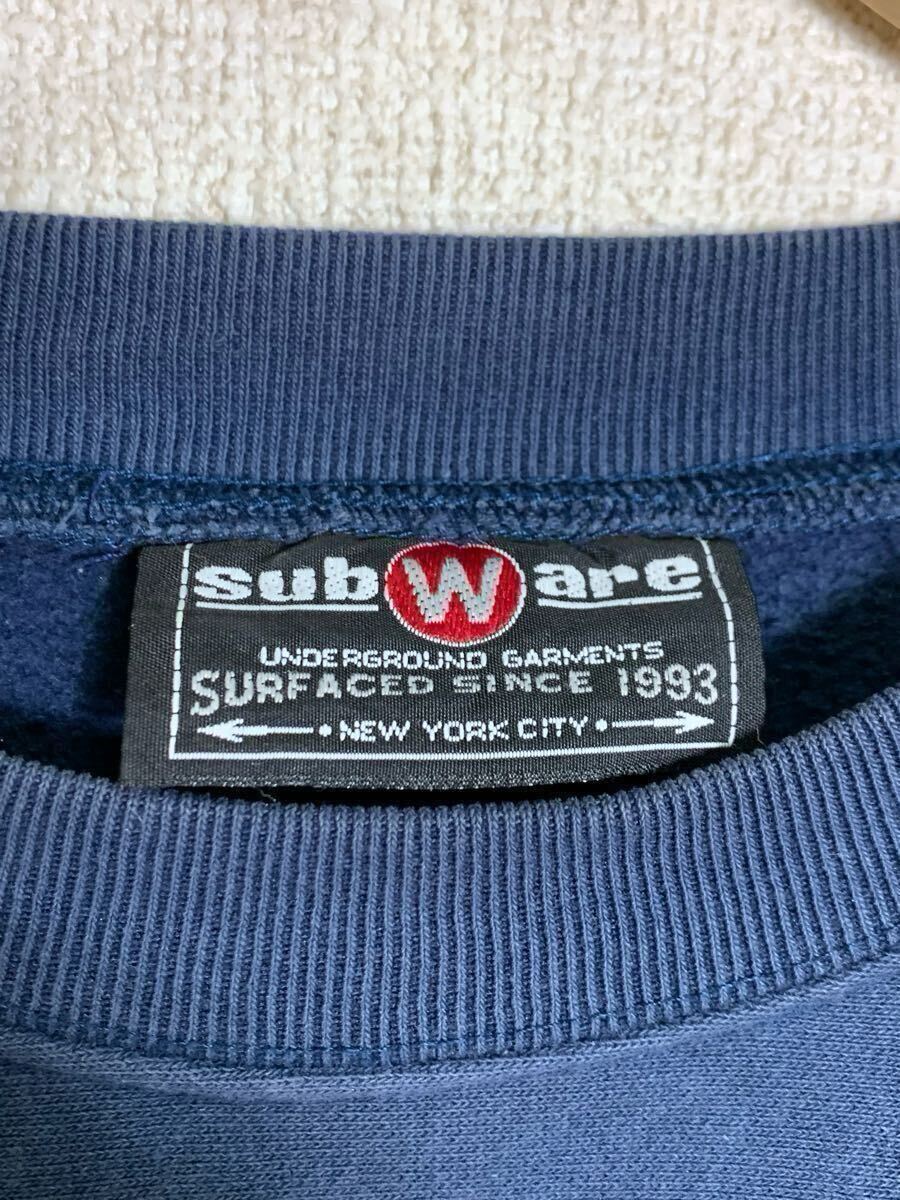 subWare
UNDERGROUND GARMENTS
SURFACED SINCE 1993
• NEW YORK CITY •